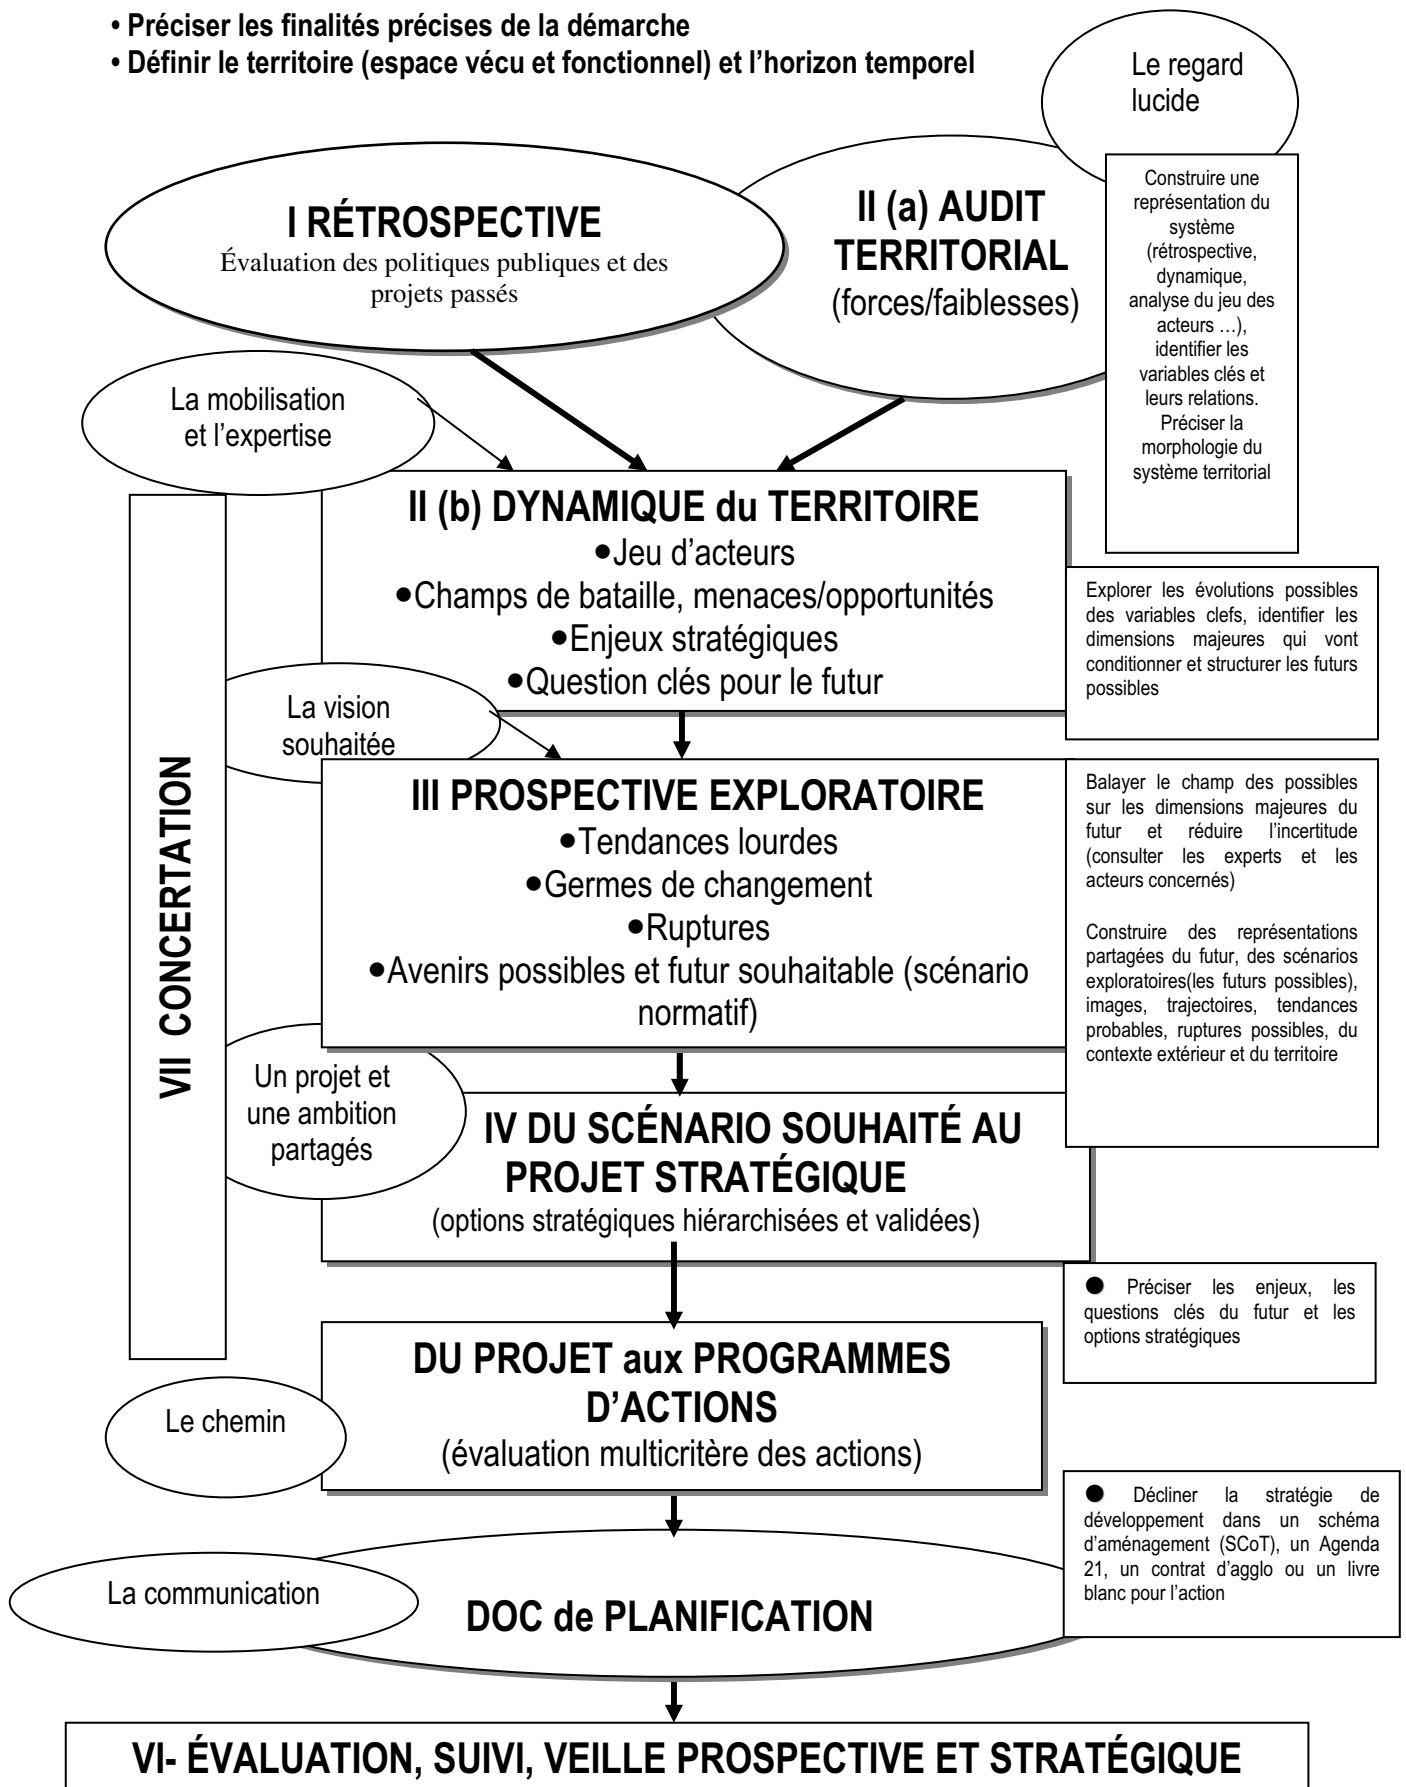 • Préciser les finalités précises de la démarche
• Définir le territoire (espace vécu et fonctionnel) et l’horizon temporel
Le regard
lucide
I RÉTROSPECTIVE
Évaluation des politiques publiques et des
projets passés
II (a) AUDIT
TERRITORIAL
(forces/faiblesses)
Construire une
représentation du
système
(rétrospective,
dynamique,
analyse du jeu des
acteurs …),
identifier les
variables clés et
leurs relations.
Préciser la
morphologie du
système territorial
La mobilisation
et l’expertise
II (b) DYNAMIQUE du TERRITOIRE
●Jeu d’acteurs
●Champs de bataille, menaces/opportunités
●Enjeux stratégiques
●Question clés pour le futur
Explorer les évolutions possibles
des variables clefs, identifier les
dimensions majeures qui vont
conditionner et structurer les futurs
possibles
VII CONCERTATION
La vision
souhaitée
III PROSPECTIVE EXPLORATOIRE
●Tendances lourdes
●Germes de changement
●Ruptures
●Avenirs possibles et futur souhaitable (scénario
normatif)
Balayer le champ des possibles
sur les dimensions majeures du
futur et réduire l’incertitude
(consulter les experts et les
acteurs concernés)
Construire des représentations
partagées du futur, des scénarios
exploratoires(les futurs possibles),
images, trajectoires, tendances
probables, ruptures possibles, du
contexte extérieur et du territoire
Un projet et
une ambition
partagés
IV DU SCÉNARIO SOUHAITÉ AU
PROJET STRATÉGIQUE
(options stratégiques hiérarchisées et validées)
● Préciser les enjeux, les
questions clés du futur et les
options stratégiques
DU PROJET aux PROGRAMMES
D’ACTIONS
(évaluation multicritère des actions)
Le chemin
● Décliner la stratégie de
développement dans un schéma
d’aménagement (SCoT), un Agenda
21, un contrat d’agglo ou un livre
blanc pour l’action
La communication
DOC de PLANIFICATION
VI- ÉVALUATION, SUIVI, VEILLE PROSPECTIVE ET STRATÉGIQUE